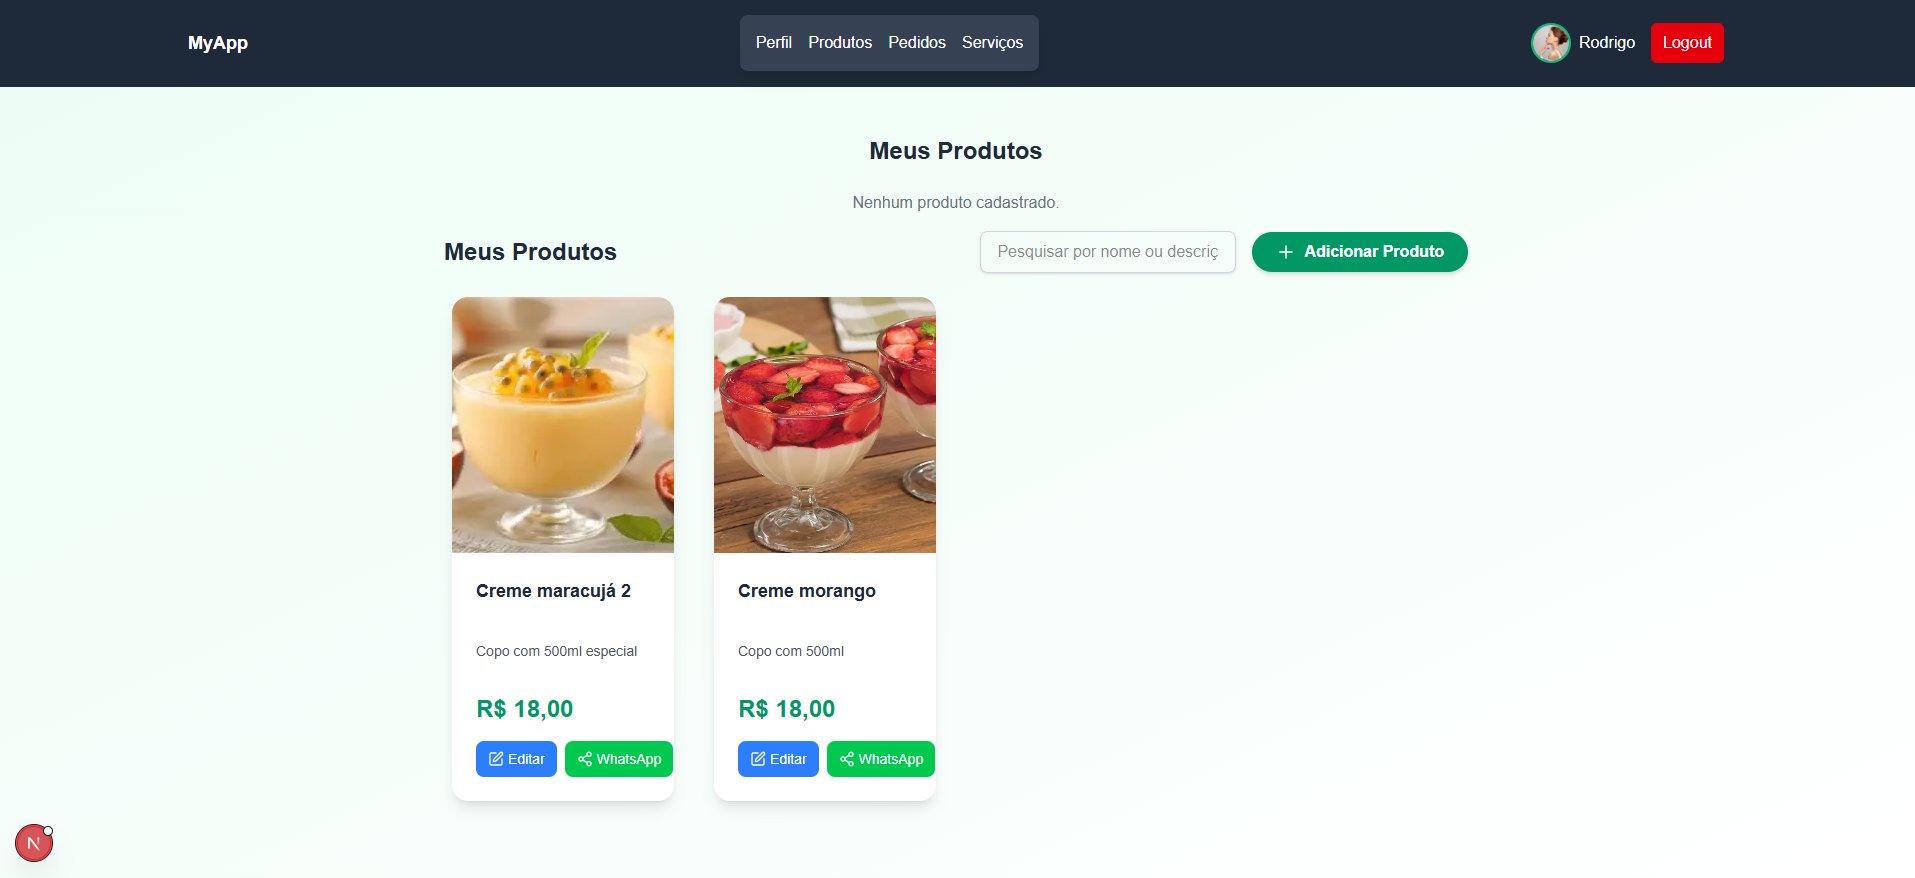 MyApp
Perfil Produtos Pedidos Serviços
Rodrigo
Logout
Meus Produtos
Nenhum produto cadastrado.
Meus Produtos
Pesquisar por nome ou descriç
Adicionar Produto
Creme maracujá 2
Copo com 500ml especial
R$ 18,00
Editar
WhatsApp
Creme morango
Copo com 500ml
R$ 18,00
Editar
WhatsApp
N